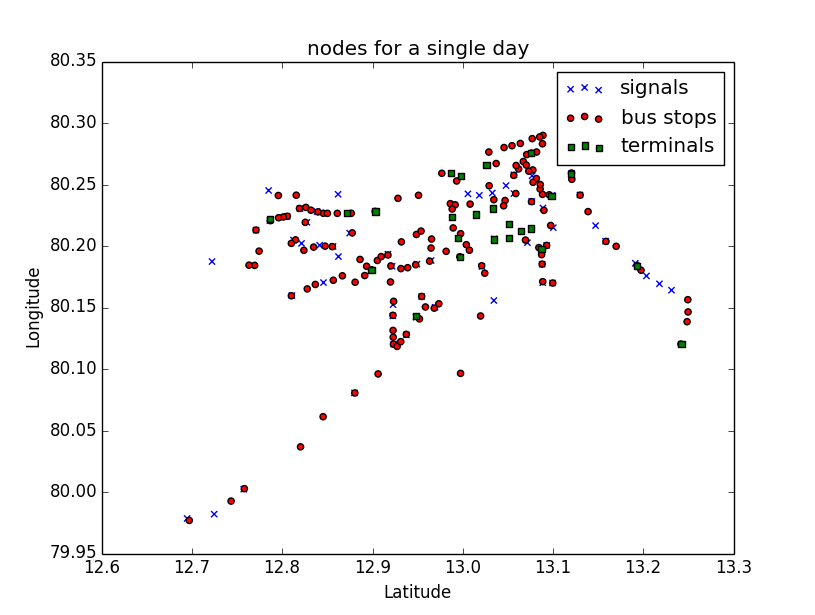 nodes for a single day
80.35
80.30
80.25
80.20
80.15
80.10
80.05
80.00
79.95
Longitude
signals
bus stops
terminals
12.6 12.7 12.8 12.9 13.0 13.1 13.2 13.3
Latitude